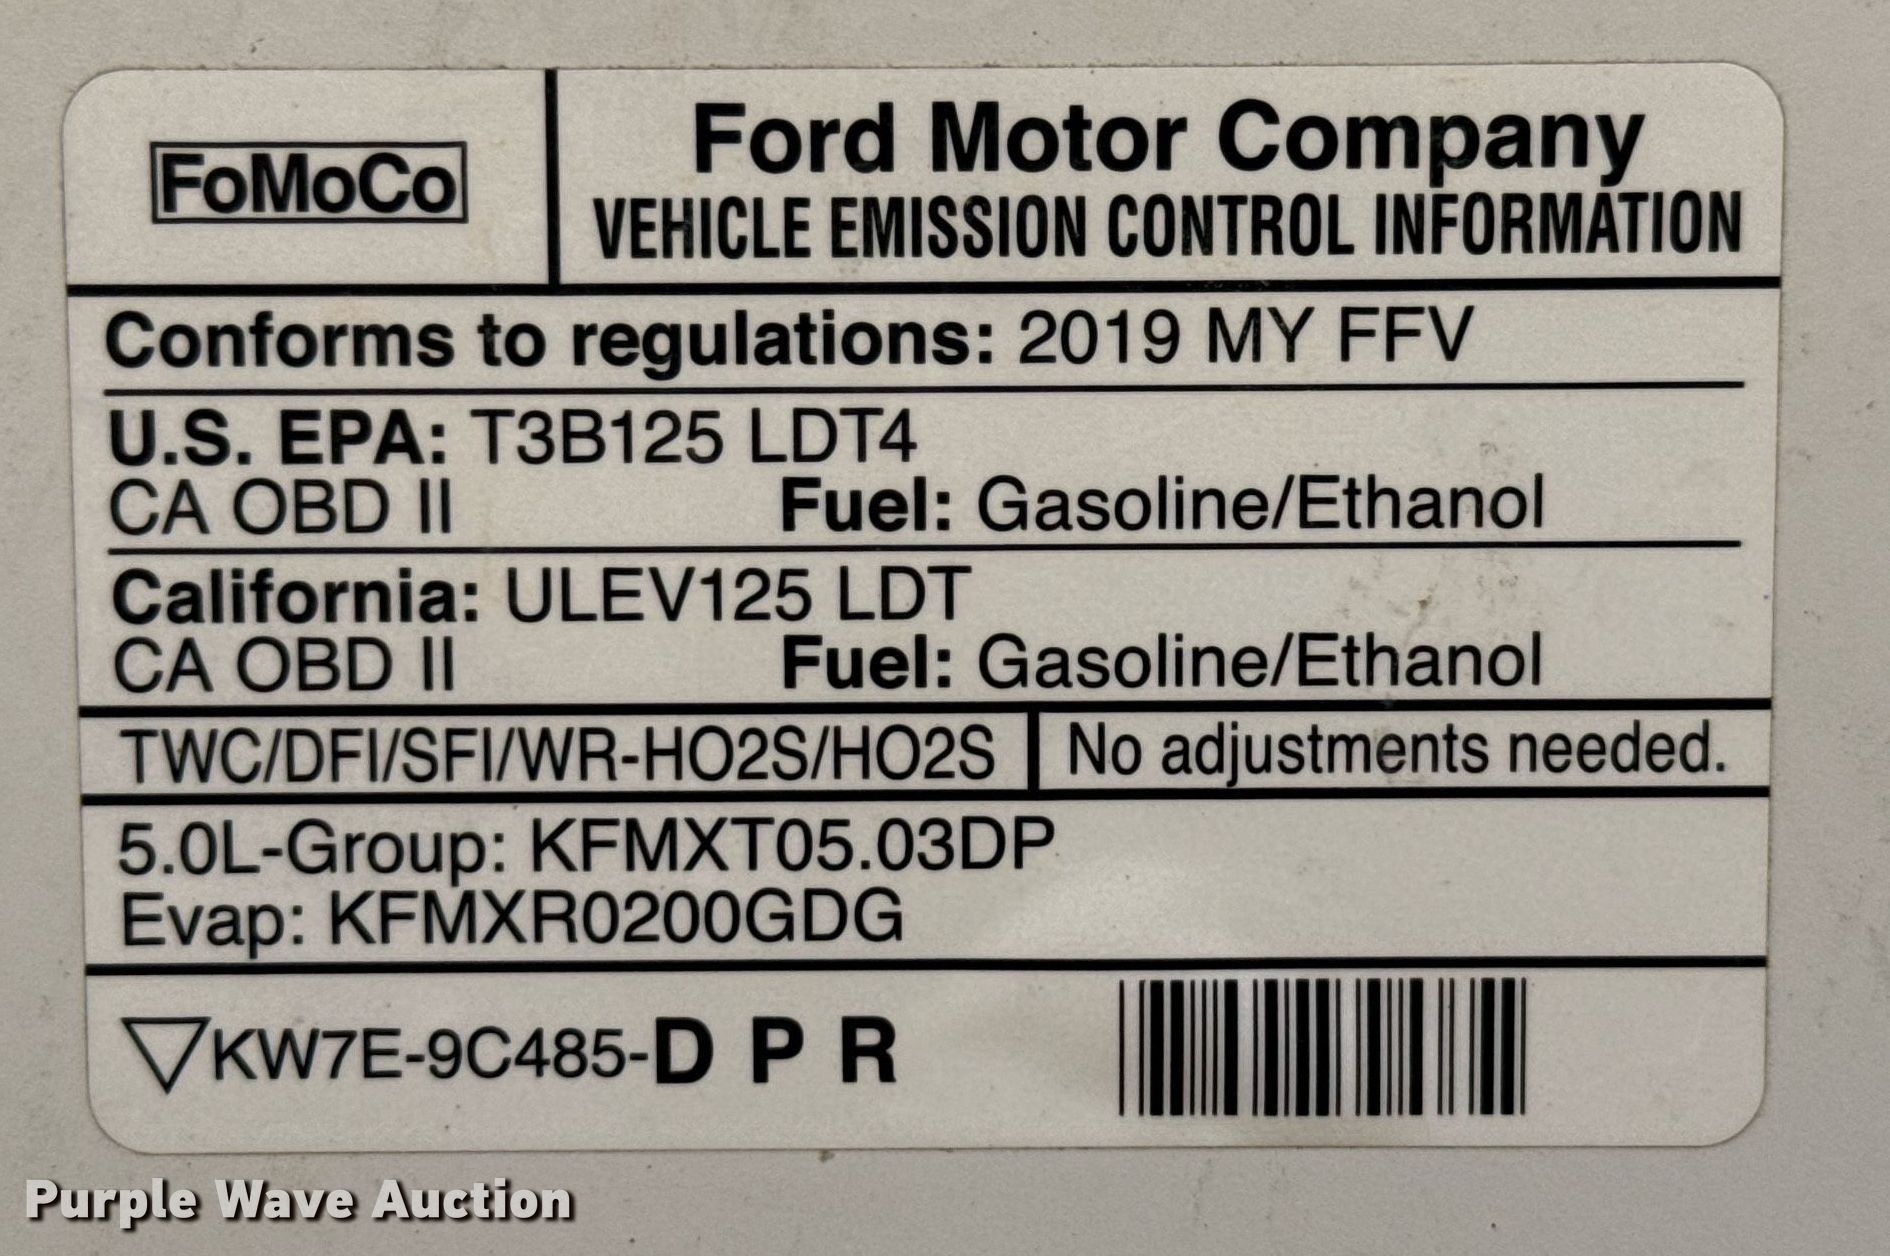 FoMoCo
Ford Motor Company
VEHICLE EMISSION CONTROL INFORMATION
Conforms to regulations: 2019 MY FFV
U.S. EPA: T3B125 LDT4
CA OBD II Fuel: Gasoline/Ethanol
California: ULEV125 LDT
CA OBD II Fuel: Gasoline/Ethanol
TWC/DFI/SFI/WR-HO2S/HO2S
No adjustments needed.
5.0L-Group: KFMXT05.03DP
Evap: KFMXR0200GDG
KW7E-9C485-D P R
Purple Wave Auction